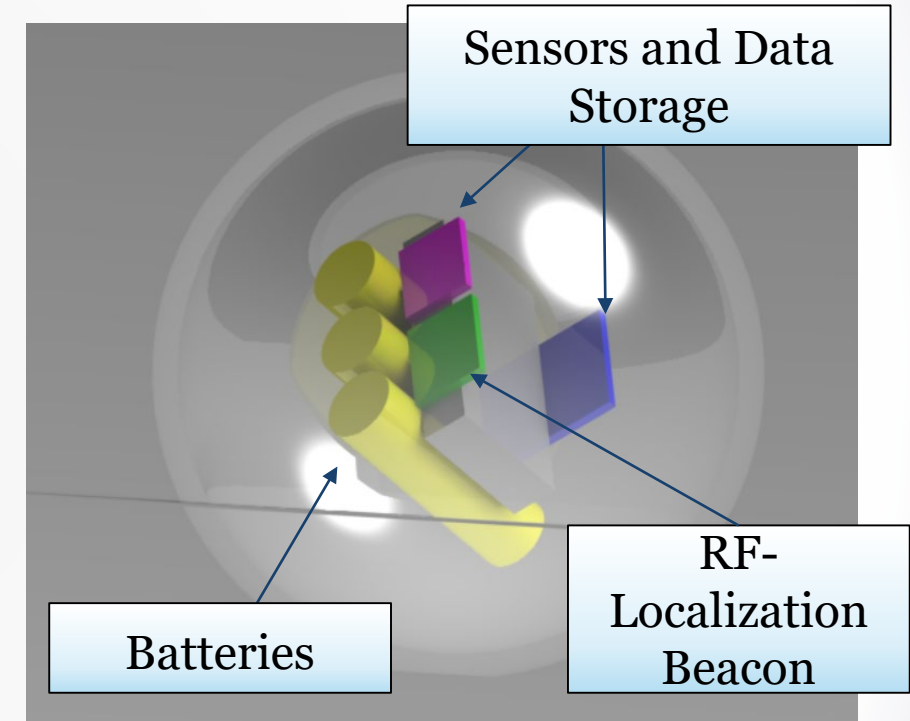 Sensors and Data
Storage
RF-
Localization
Beacon
Batteries